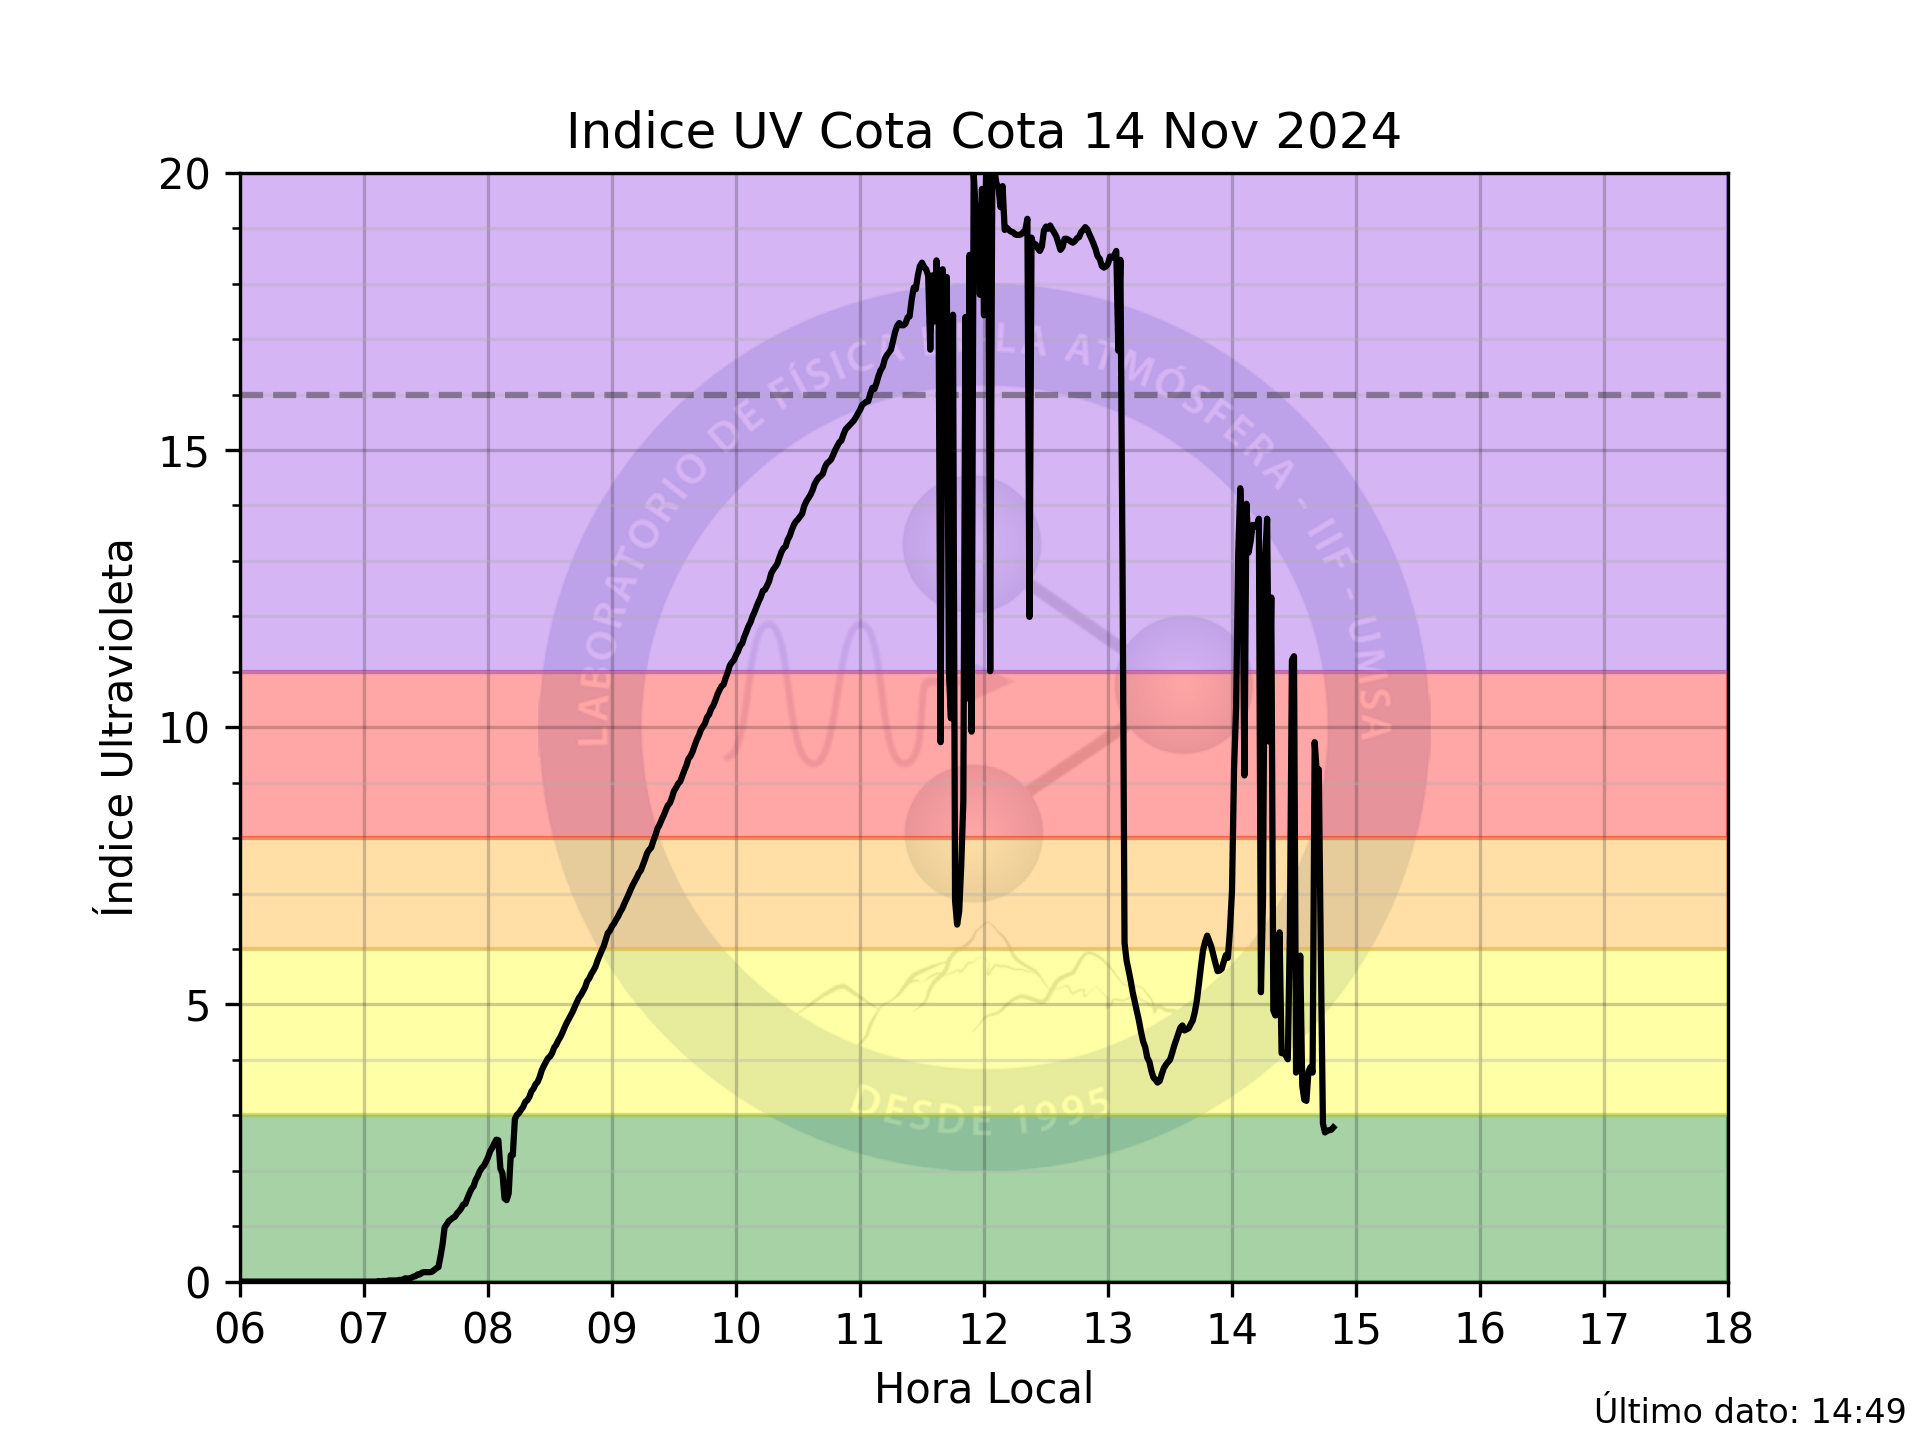 Indice UV Cota Cota 14 Nov 2024
20
15
10
5
0
Índice Ultravioleta
LABORATORIO DE FÍSICA DE LA ATMÓSFERA - IIF - UMSA
DESDE 1995
06 07 08 09 10 11 12 13 14 15 16 17 18
Hora Local
Último dato: 14:49